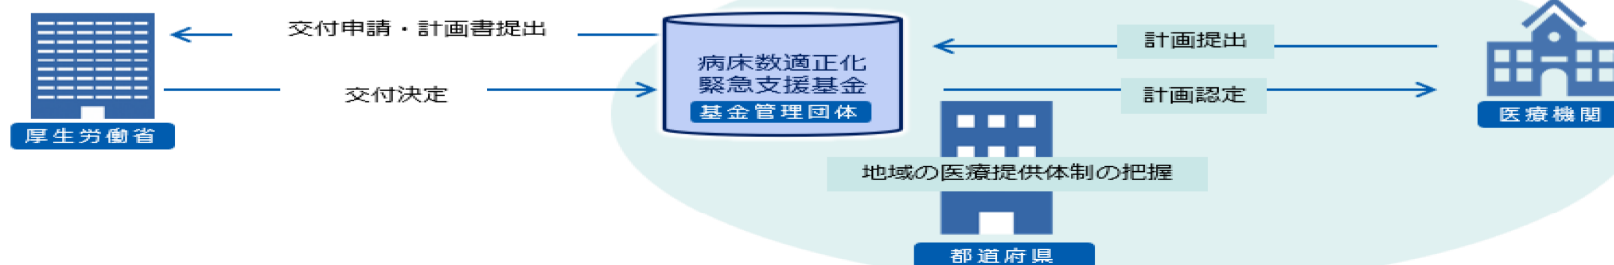 交付申請・計画書提出
交付決定
厚生労働省
病床数適正化
緊急支援基金
基金管理団体
計画提出
計画認定
医療機関
地域の医療提供体制の把握
都道府県